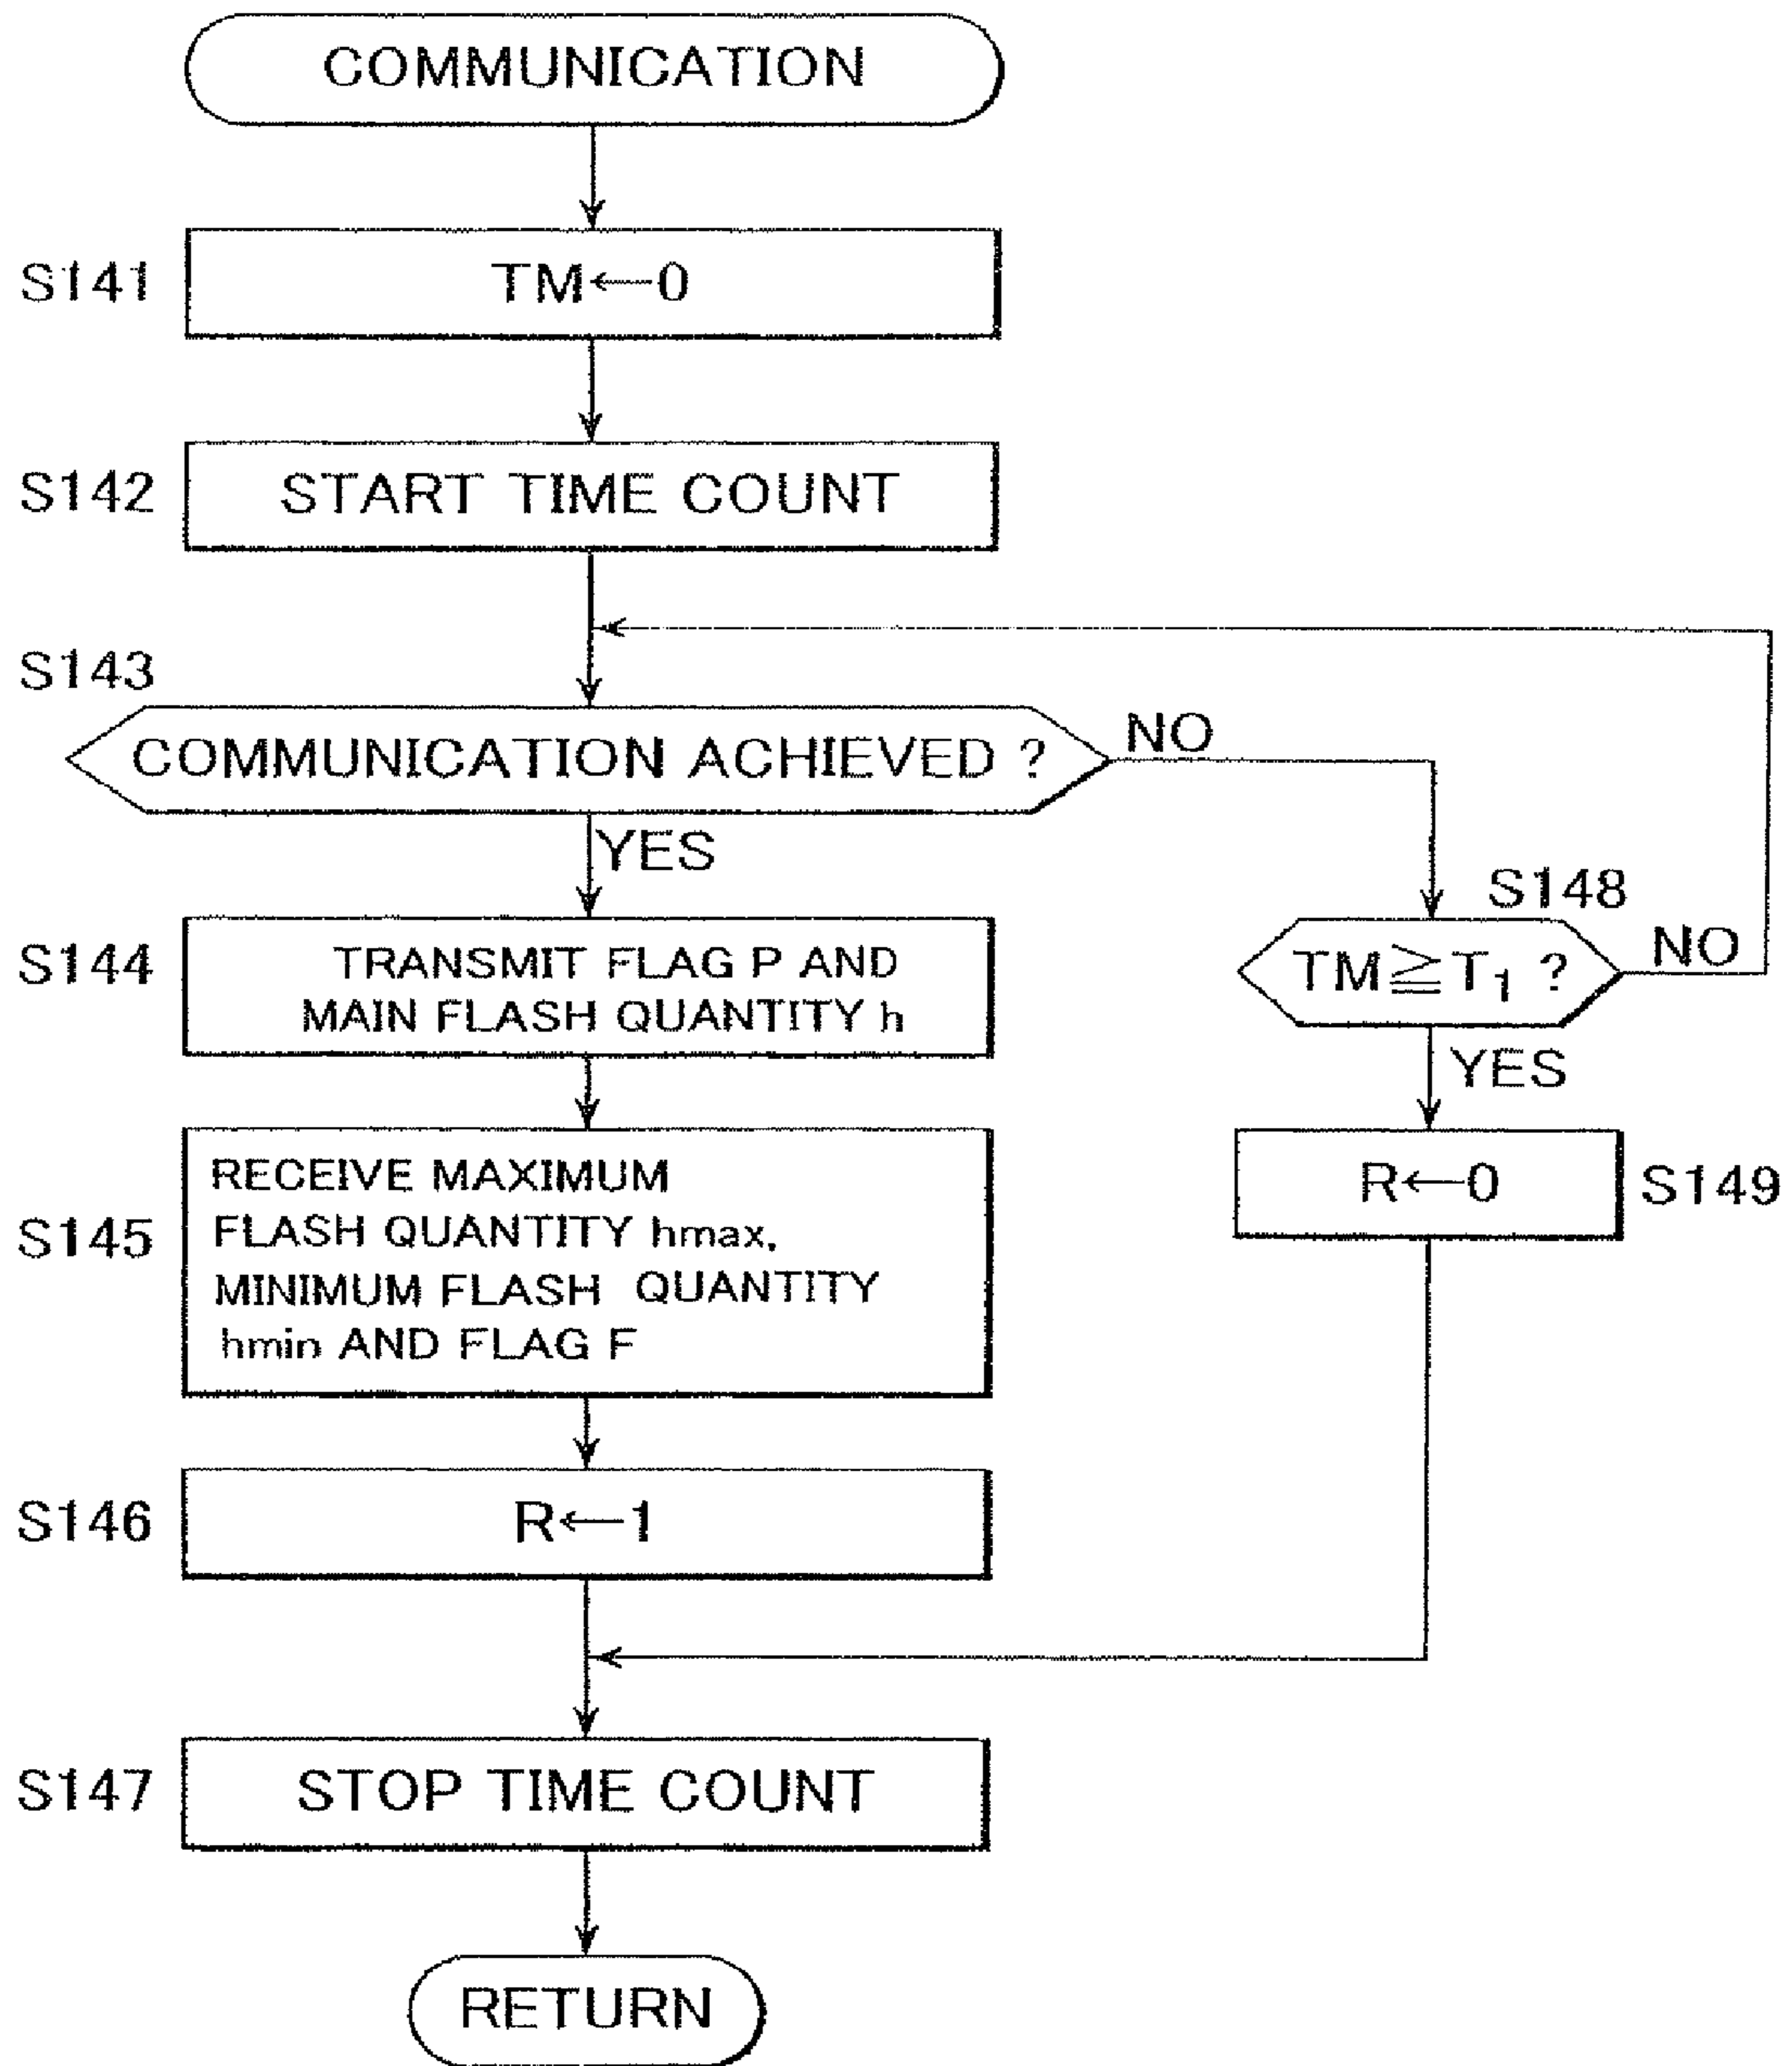 COMMUNICATION
S141
TM←0
S142
START TIME COUNT
S143
COMMUNICATION ACHIEVED ?
NO
YES
S144
TRANSMIT FLAG P AND
MAIN FLASH QUANTITY h
S148
TM≧T1 ?
NO
YES
S145
RECEIVE MAXIMUM
FLASH QUANTITY hmax,
MINIMUM FLASH QUANTITY
hmin AND FLAG F
R←0
S149
S146
R←1
S147
STOP TIME COUNT
RETURN